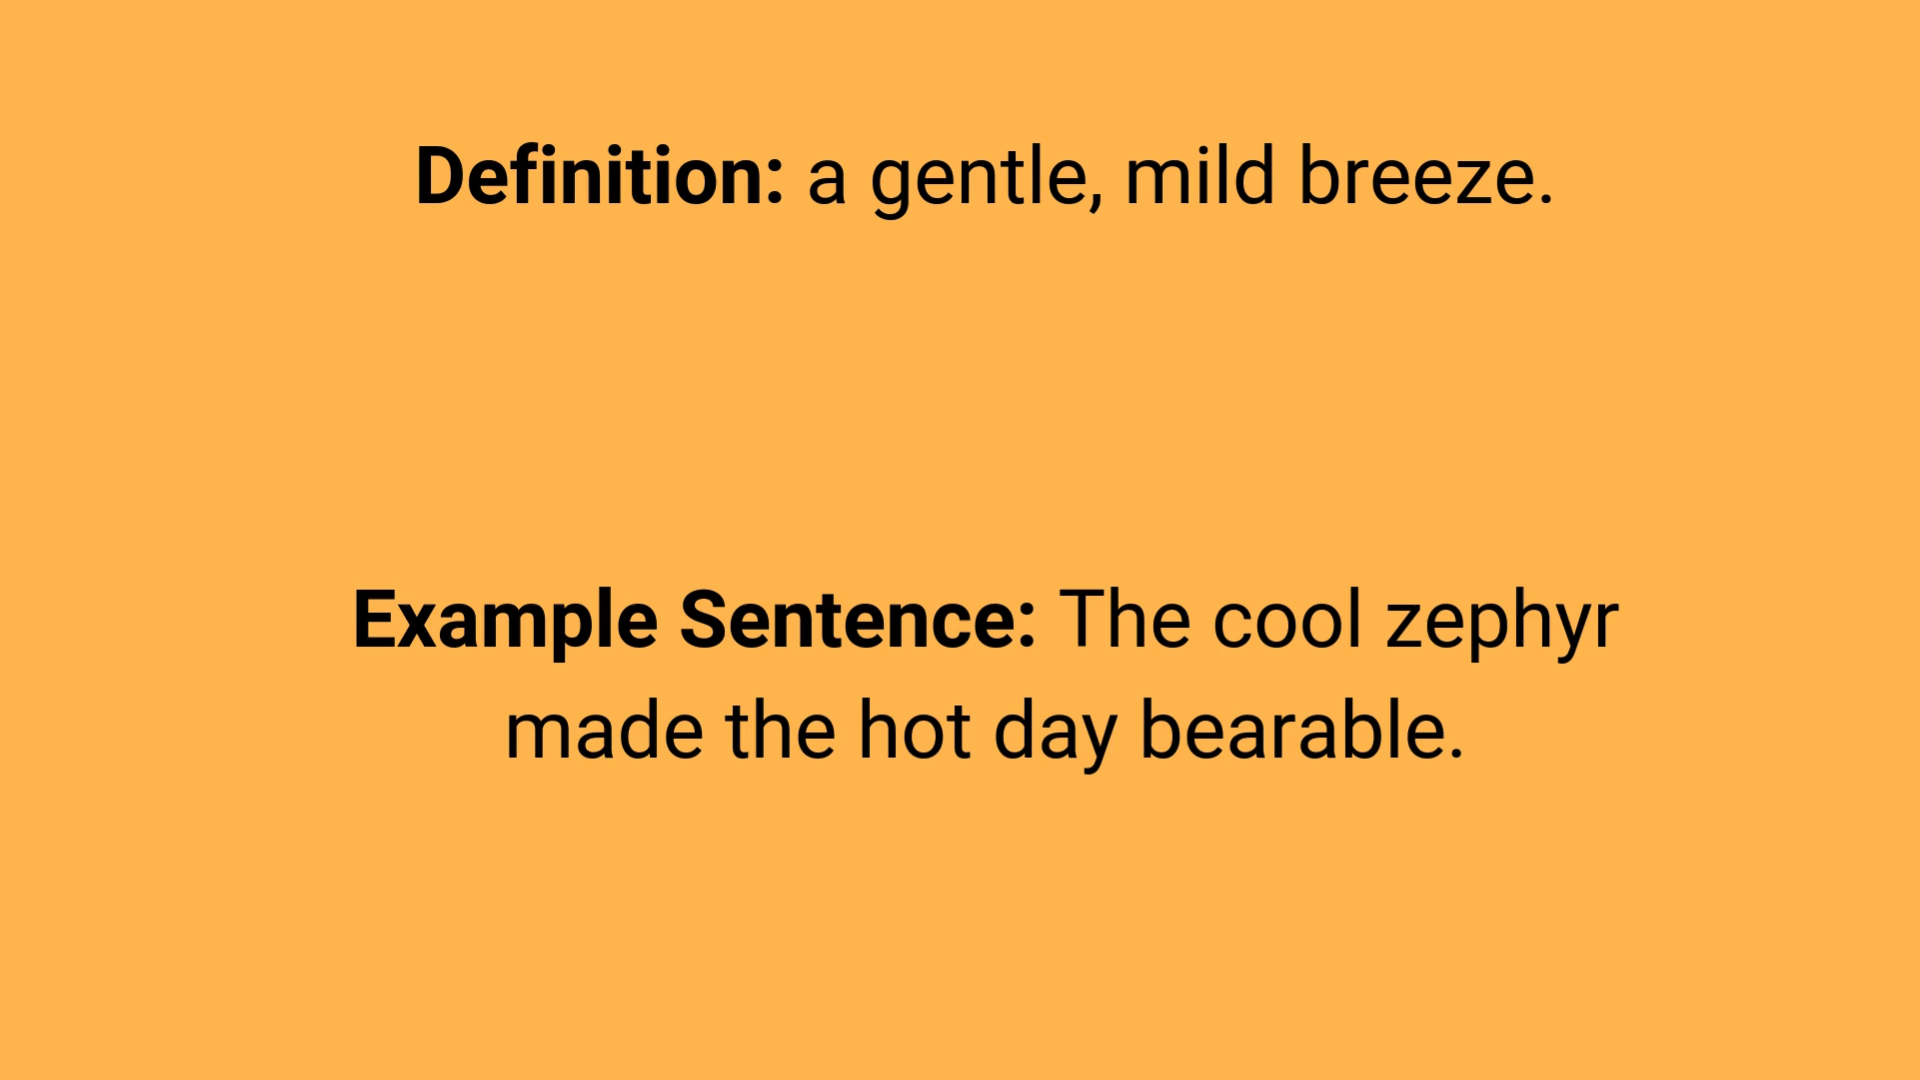 Definition: a gentle, mild breeze.
Example Sentence: The cool zephyr
made the hot day bearable.